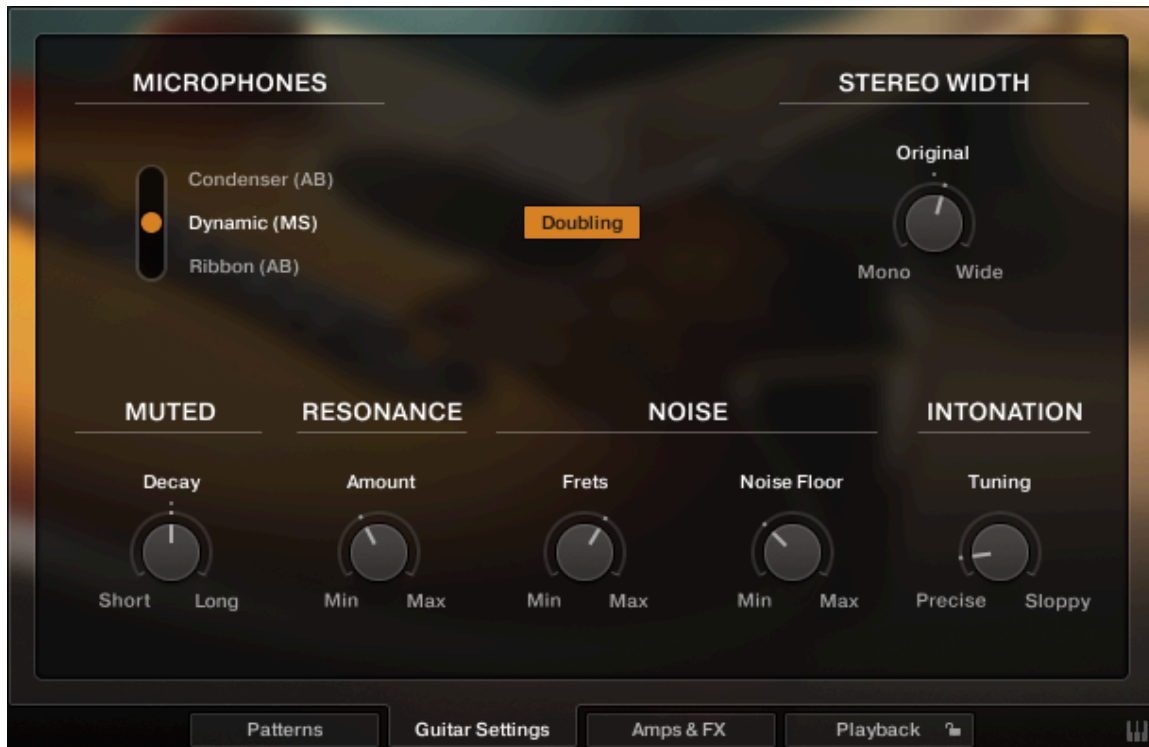 MICROPHONES
STEREO WIDTH
Original
Condenser (AB)
Dynamic (MS)
Doubling
Ribbon (AB)
Mono Wide
MUTED
RESONANCE
NOISE
INTONATION
Decay
Amount
Frets
Noise Floor
Tuning
Short Long
Min Max
Min Max
Min Max
Precise Sloppy
Patterns
Guitar Settings
Amps & FX
Playback